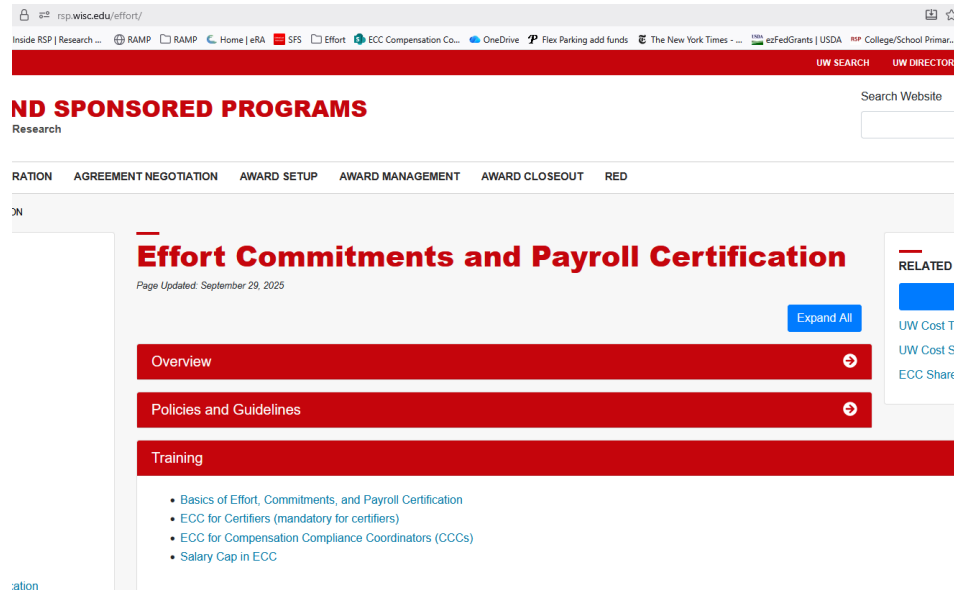 rsp.wisc.edu/effort/
Inside RSP | Research ... RAMP RAMP Home | eRA SFS Effort ECC Compensation Co... OneDrive Flex Parking add funds The New York Times - ... ezFedGrants | USDA College/School Primar...
UW SEARCH UW DIRECTOR
ND SPONSORED PROGRAMS
Research
Search Website
RATION AGREEMENT NEGOTIATION AWARD SETUP AWARD MANAGEMENT AWARD CLOSEOUT RED
ON
Effort Commitments and Payroll Certification
Page Updated: September 29, 2025
Expand All
Overview
Policies and Guidelines
Training
• Basics of Effort, Commitments, and Payroll Certification
• ECC for Certifiers (mandatory for certifiers)
• ECC for Compensation Compliance Coordinators (CCCs)
• Salary Cap in ECC
RELATED
UW Cost T
UW Cost S
ECC Share
cation